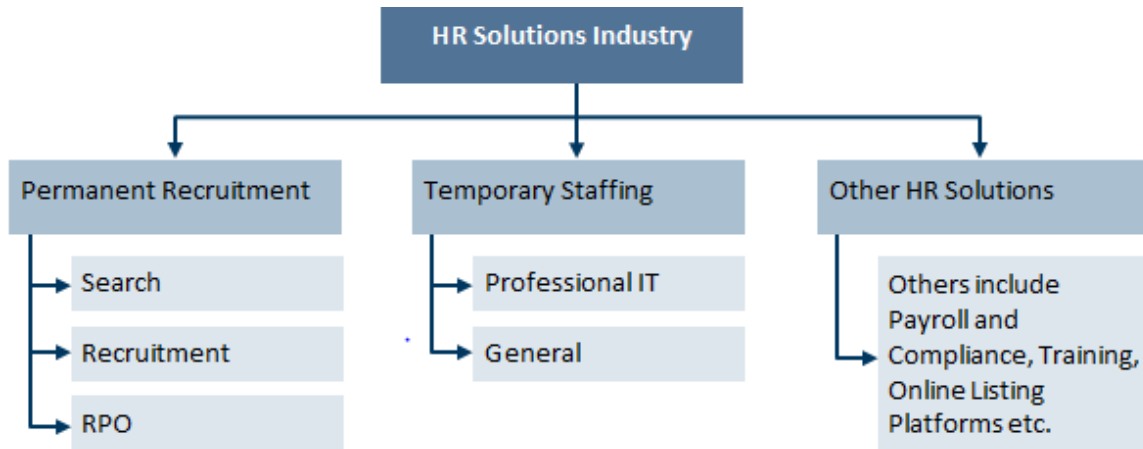 HR Solutions Industry
Permanent Recruitment
Search
Recruitment
RPO
Temporary Staffing
Professional IT
General
Other HR Solutions
Others include
Payroll and
Compliance, Training,
Online Listing
Platforms etc.